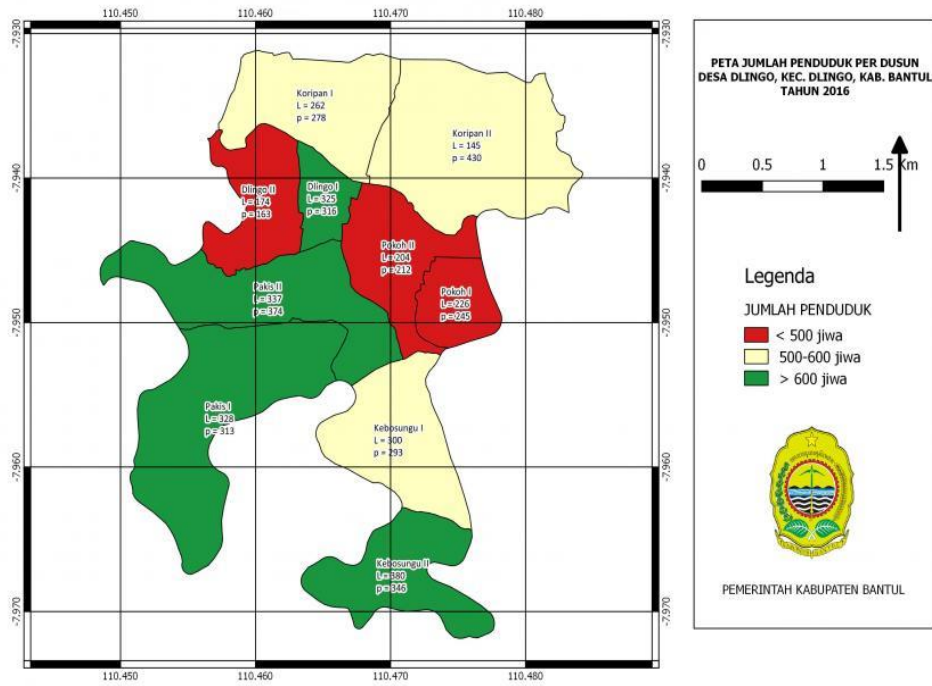 110.450 110.460 110.470 110.480
-7.930 -7.930
-7.940 -7.940
-7.950 -7.950
-7.960 -7.960
-7.970 -7.970
110.450 110.460 110.470 110.480
Koripan I
L = 262
p = 278
Koripan II
L = 145
p = 430
Dlingo II
L = 174
p = 163
Dlingo I
L = 325
p = 316
Pokoh II
L = 204
p = 212
Pokoh I
L = 226
p = 245
Pakis II
L = 337
p = 374
Pakis I
L = 328
p = 313
Kebosungu I
L = 300
p = 293
Kebosungu II
L = 380
p = 346
PETA JUMLAH PENDUDUK PER DUSUN
DESA DLINGO, KEC. DLINGO, KAB. BANTUL
TAHUN 2016
0 0.5 1 1.5 Km
Legenda
JUMLAH PENDUDUK
< 500 jiwa
500-600 jiwa
> 600 jiwa
PEMERINTAH KABUPATEN BANTUL